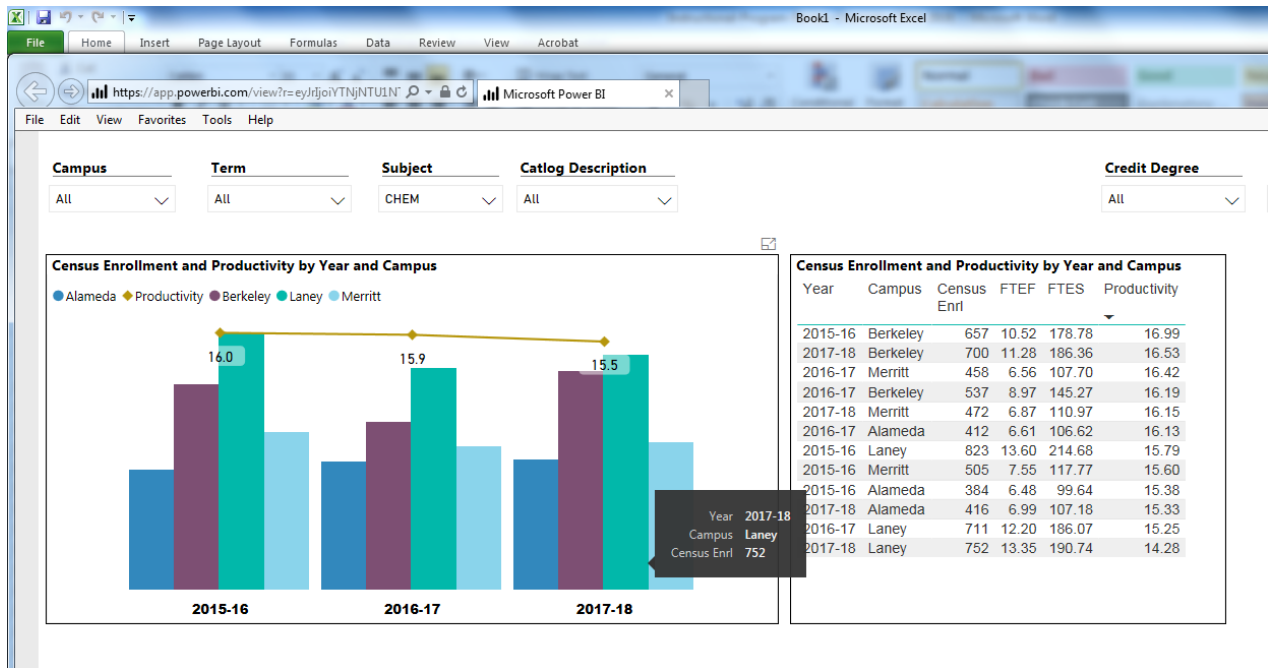 Book1 - Microsoft Excel
File Home Insert Page Layout Formulas Data Review View Acrobat
https://app.powerbi.com/view?r=eyJrIjoiYTNjNTU1NT Microsoft Power BI
File Edit View Favorites Tools Help
Campus Term Subject Catlog Description Credit Degree
All All CHEM All All
Census Enrollment and Productivity by Year and Campus
Alameda Productivity Berkeley Laney Merritt
16.0 15.9 15.5
Year 2017-18
Campus Laney
Census Enrl 752
2015-16 2016-17 2017-18
Census Enrollment and Productivity by Year and Campus
Year Campus Census Enrl FTEF FTES Productivity
2015-16 Berkeley 657 10.52 178.78 16.99
2017-18 Berkeley 700 11.28 186.36 16.53
2016-17 Merritt 458 6.56 107.70 16.42
2016-17 Berkeley 537 8.97 145.27 16.19
2017-18 Merritt 472 6.87 110.97 16.15
2016-17 Alameda 412 6.61 106.62 16.13
2015-16 Laney 823 13.60 214.68 15.79
2015-16 Merritt 505 7.55 117.77 15.60
2015-16 Alameda 384 6.48 99.64 15.38
2017-18 Alameda 416 6.99 107.18 15.33
2016-17 Laney 711 12.20 186.07 15.25
2017-18 Laney 752 13.35 190.74 14.28